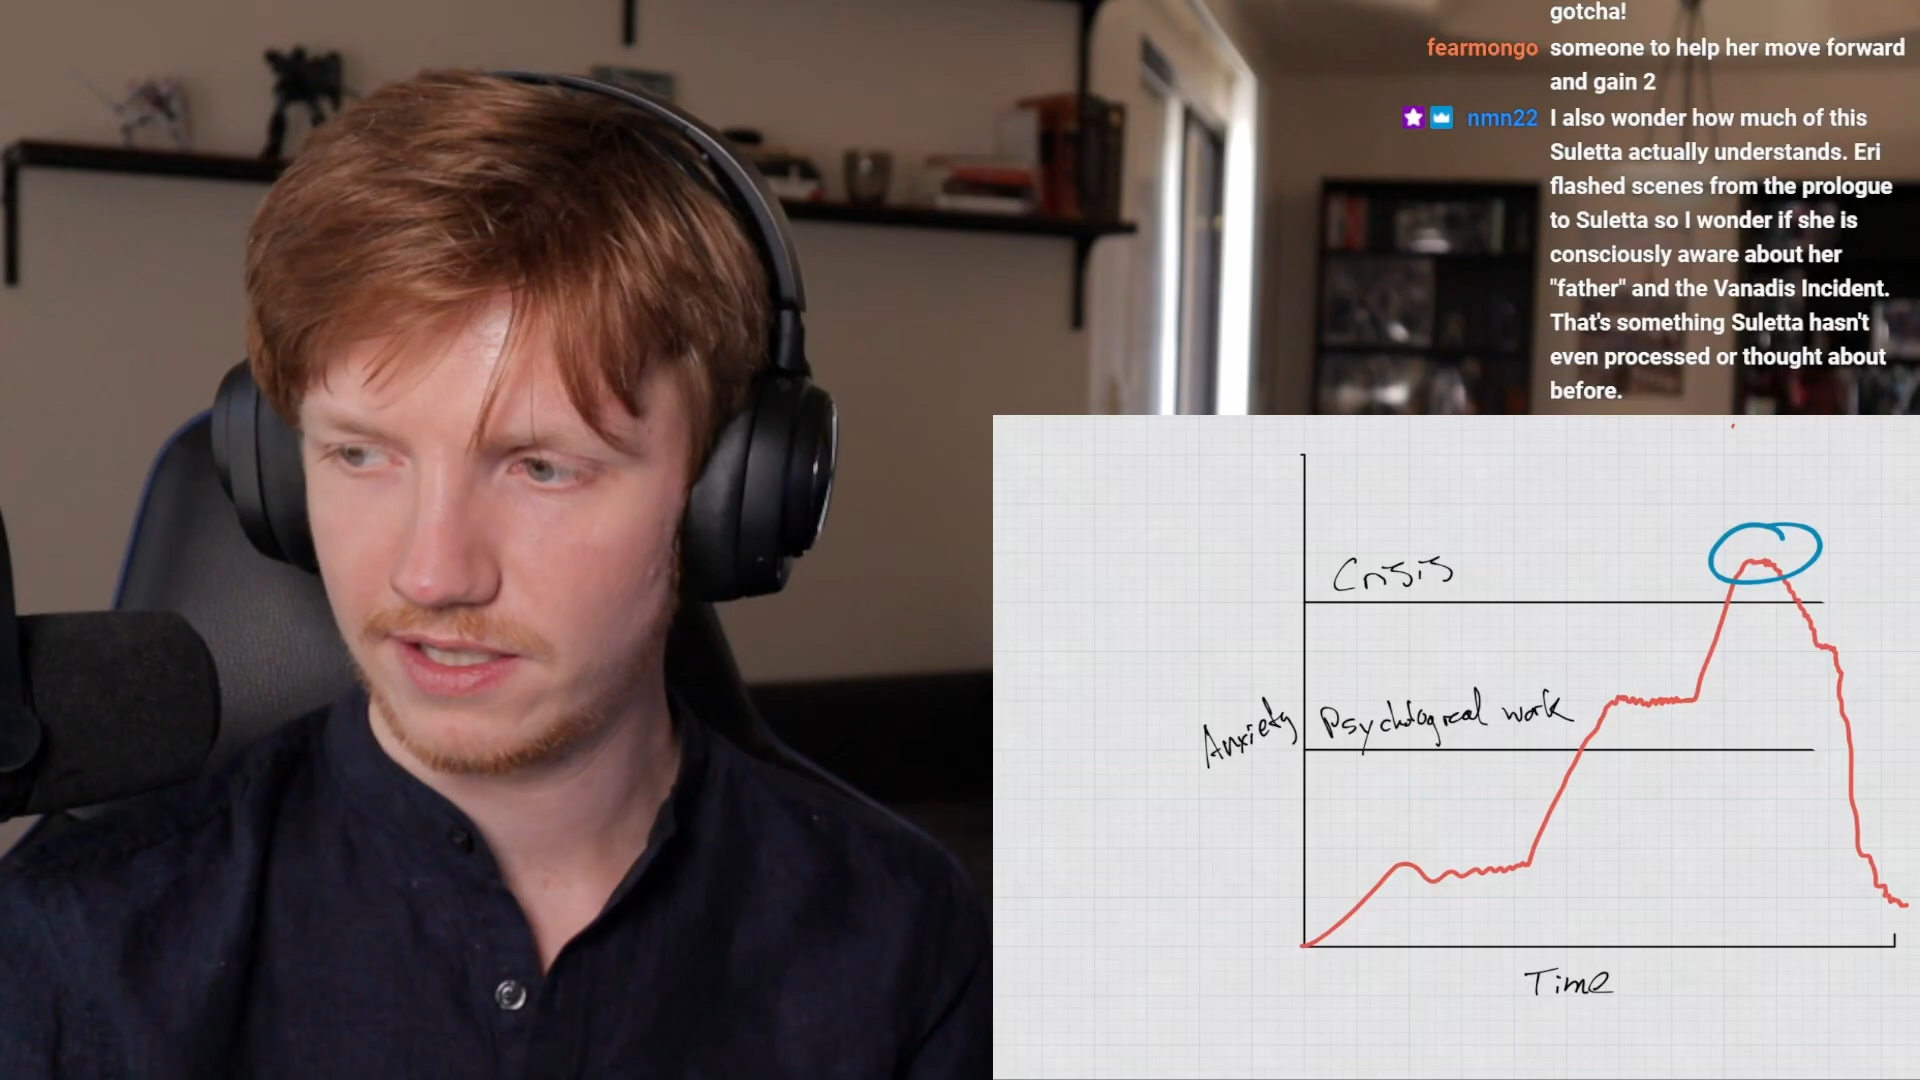 gotcha!
fearmongo someone to help her move forward
and gain 2
nmn22 I also wonder how much of this
Suletta actually understands. Eri
flashed scenes from the prologue
to Suletta so I wonder if she is
consciously aware about her
"father" and the Vanadis Incident.
That's something Suletta hasn't
even processed or thought about
before.
Crisis
Psychological work
Anxiety
Time